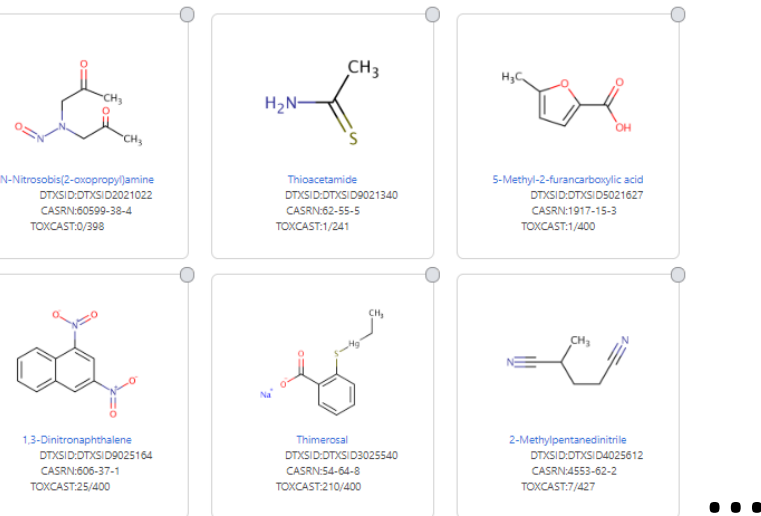 O
CH₃
O
O
N
N
CH₃
N-Nitrosobis(2-oxopropyl)amine
DTXSID:DTXSID2021022
CASRN:60599-38-4
TOXCAST:0/398
CH₃
H₂N
S
Thioacetamide
DTXSID:DTXSID9021340
CASRN:62-55-5
TOXCAST:1/241
H₃C
O
O
OH
5-Methyl-2-furancarboxylic acid
DTXSID:DTXSID5021627
CASRN:1917-15-3
TOXCAST:1/400
O⁻
O
N⁺
O⁻
N⁺
O
1,3-Dinitronaphthalene
DTXSID:DTXSID9025164
CASRN:606-37-1
TOXCAST:25/400
CH₃
Hg
S
O
O⁻
Na⁺
Thimerosal
DTXSID:DTXSID3025540
CASRN:54-64-8
TOXCAST:210/400
CH₃
N
N
2-Methylpentanedinitrile
DTXSID:DTXSID4025612
CASRN:4553-62-2
TOXCAST:7/427
...